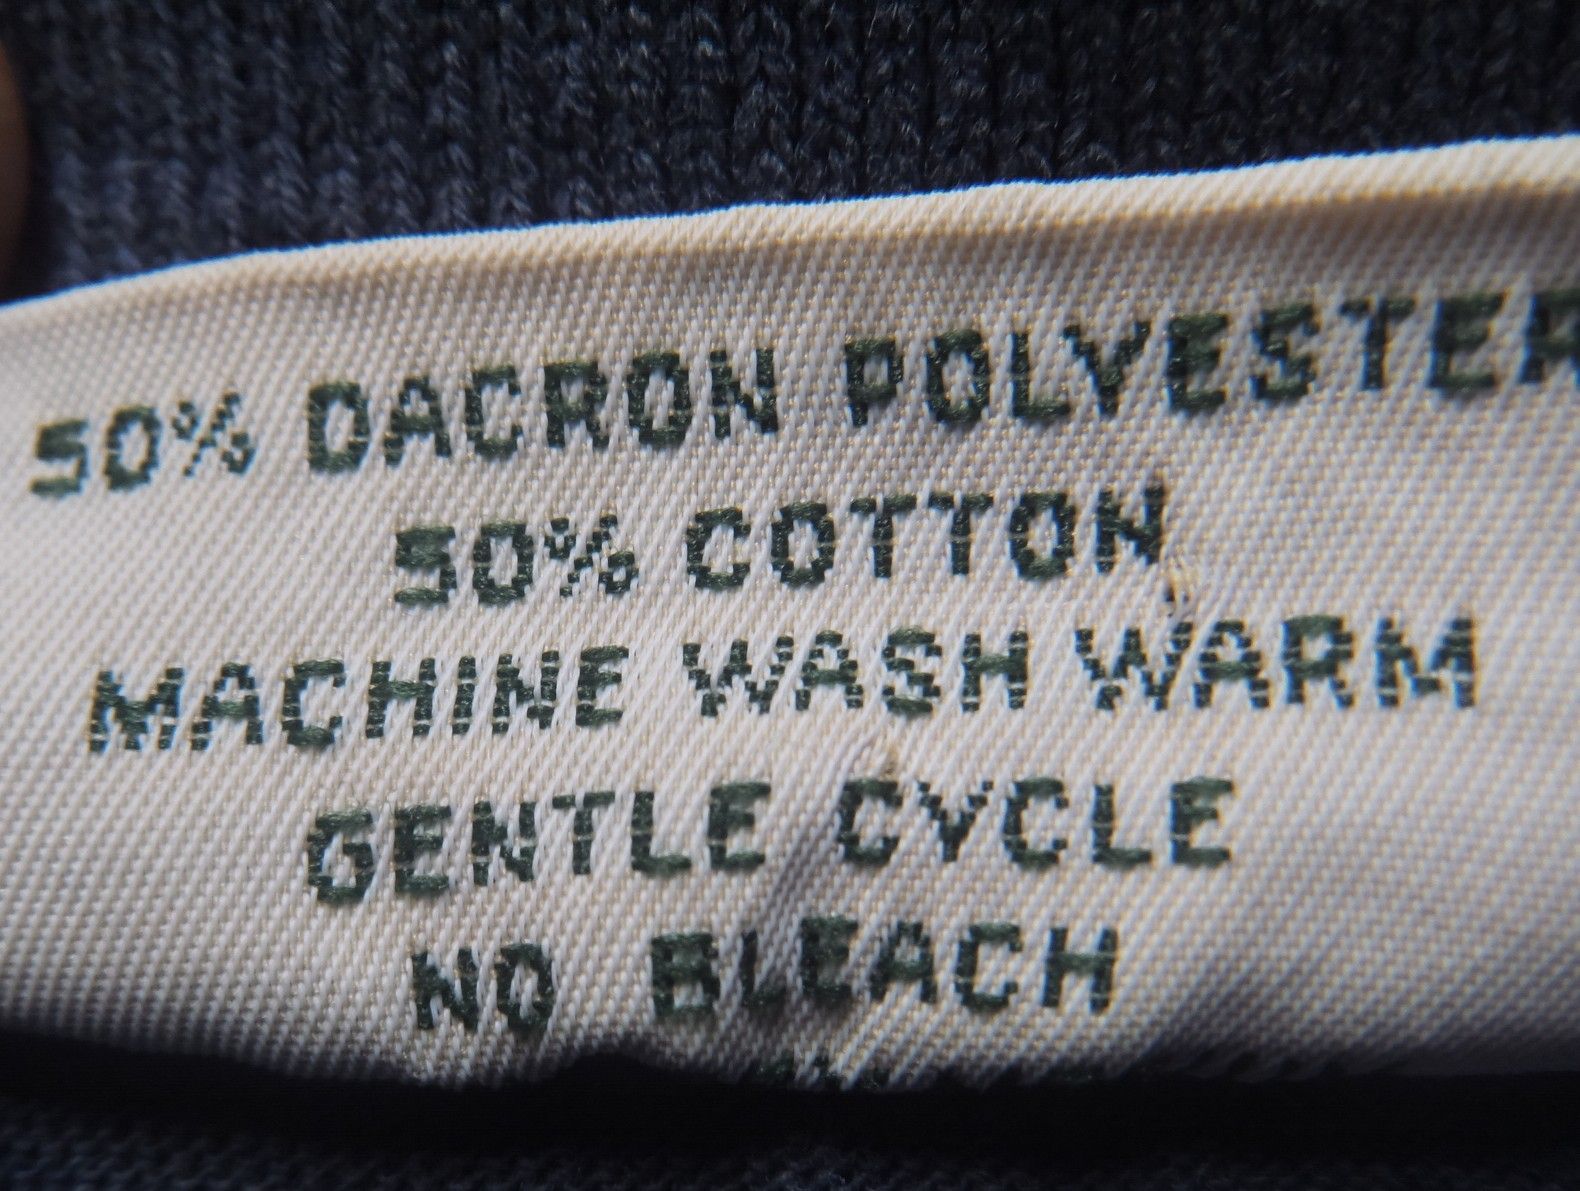 50% DACRON POLYESTER
50% COTTON
MACHINE WASH WARM
GENTLE CYCLE
NO BLEACH